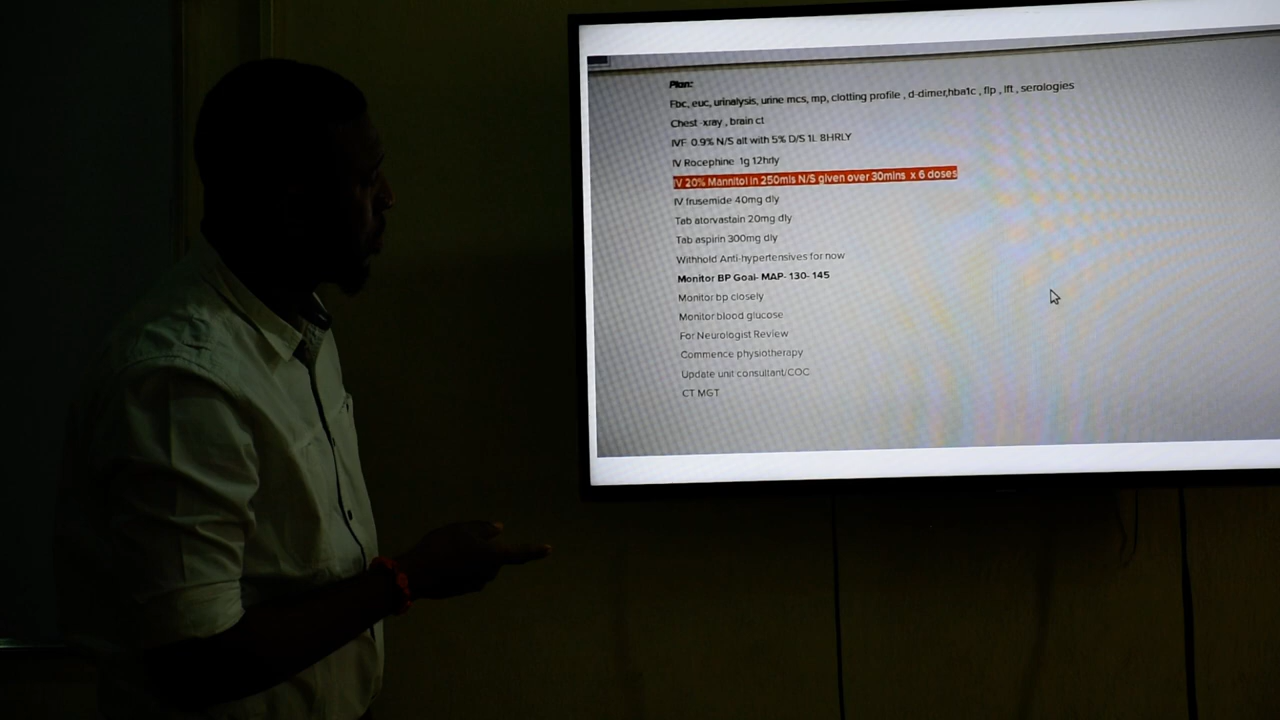 Plan:
Fbc, euc, urinalysis, urine mcs, mp, clotting profile , d-dimer,hba1c , flp , lft , serologies
Chest -xray , brain ct
IVF 0.9% N/S alt with 5% D/S 1L 8HRLY
IV Rocephine 1g 12hrly
IV 20% Mannitol in 250mls N/S given over 30mins x 6 doses
IV frusemide 40mg dly
Tab atorvastain 20mg dly
Tab aspirin 300mg dly
Withhold Anti-hypertensives for now
Monitor BP Goal- MAP- 130- 145
Monitor bp closely
Monitor blood glucose
For Neurologist Review
Commence physiotherapy
Update unit consultant/COC
CT MGT